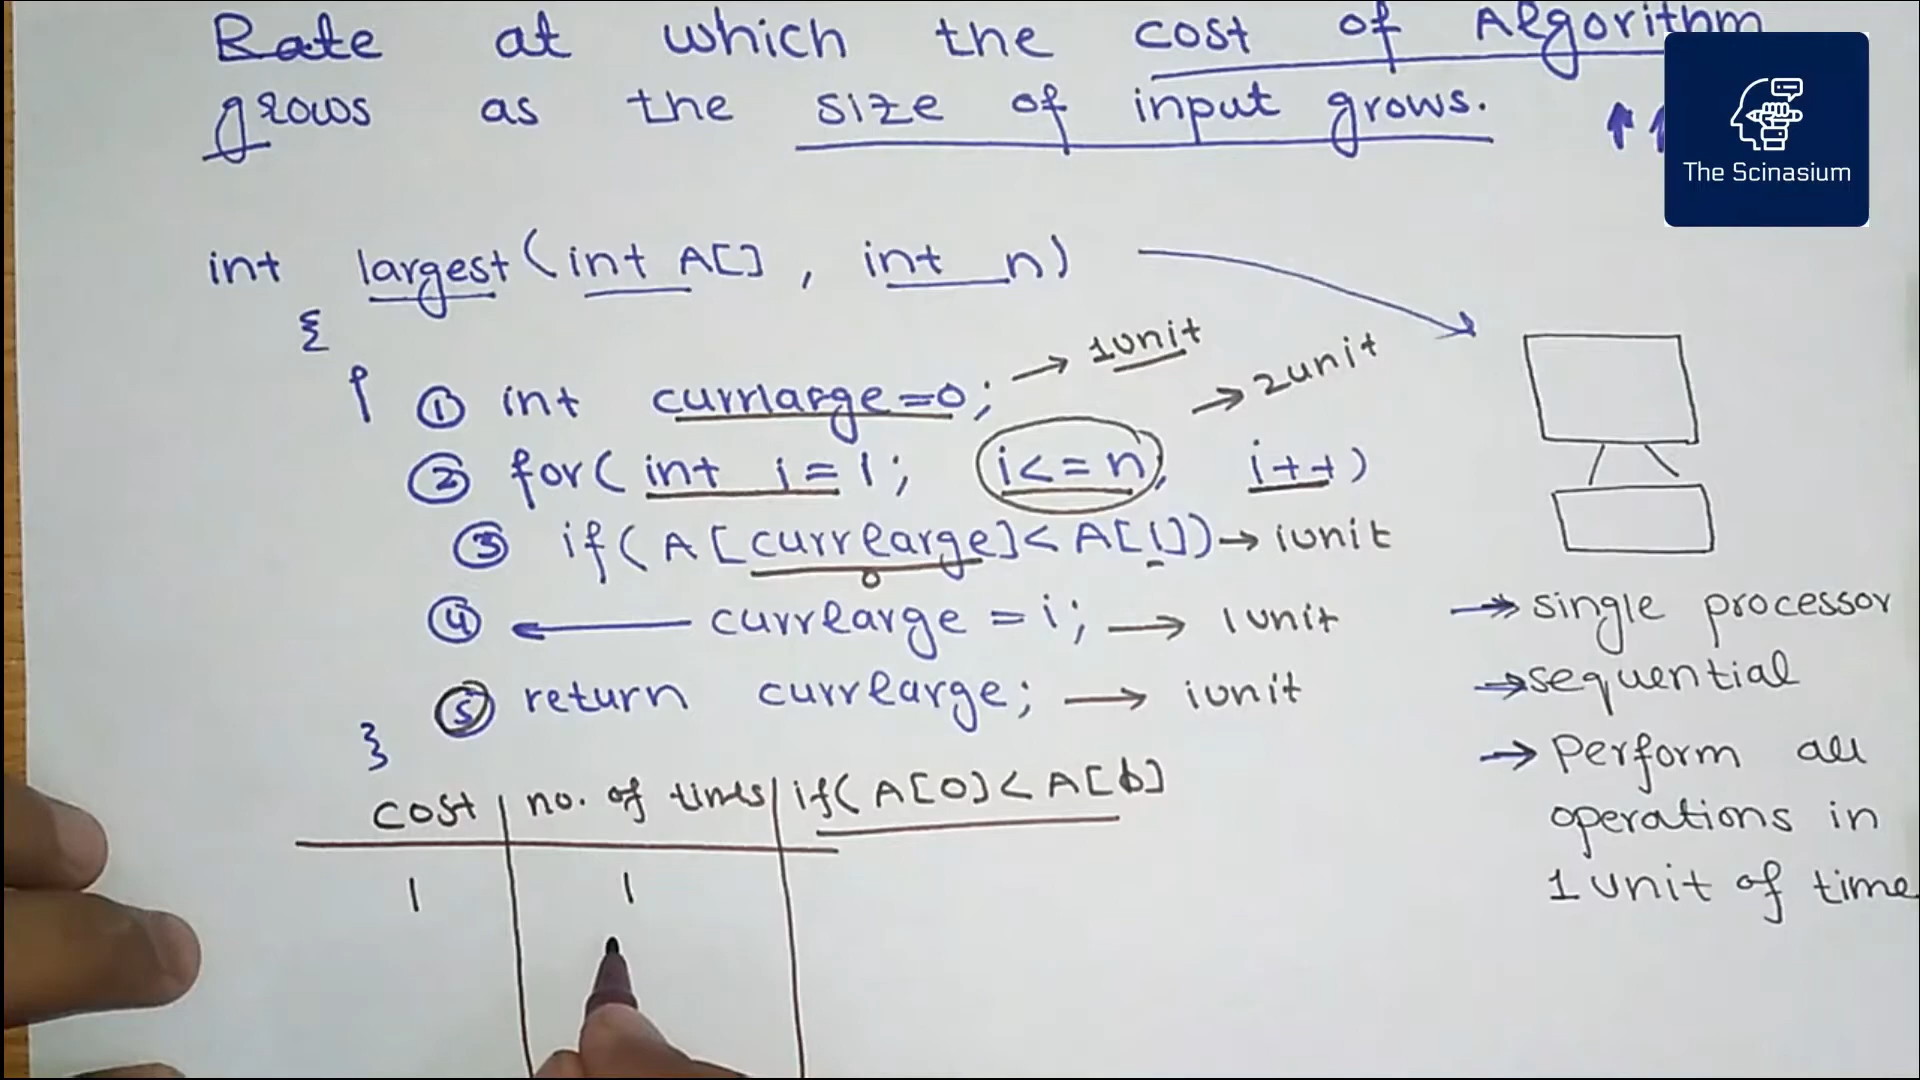 Rate at which the cost of Algorithm
grows as the size of input grows.
The Scinasium
int largest(int A[], int n)
{
① int currlarge=0; → 1unit
→ 2unit
② for(int i=1; i<=n; i++)
③ if(A[currlarge]<A[i])→ 1unit
0
④ ← currlarge = i; → 1unit
⑤ return currlarge; → 1unit
}
→ single processor
→ sequential
→ Perform all
operations in
1 unit of time
cost | no. of times | if(A[0]<A[b]
1 | 1